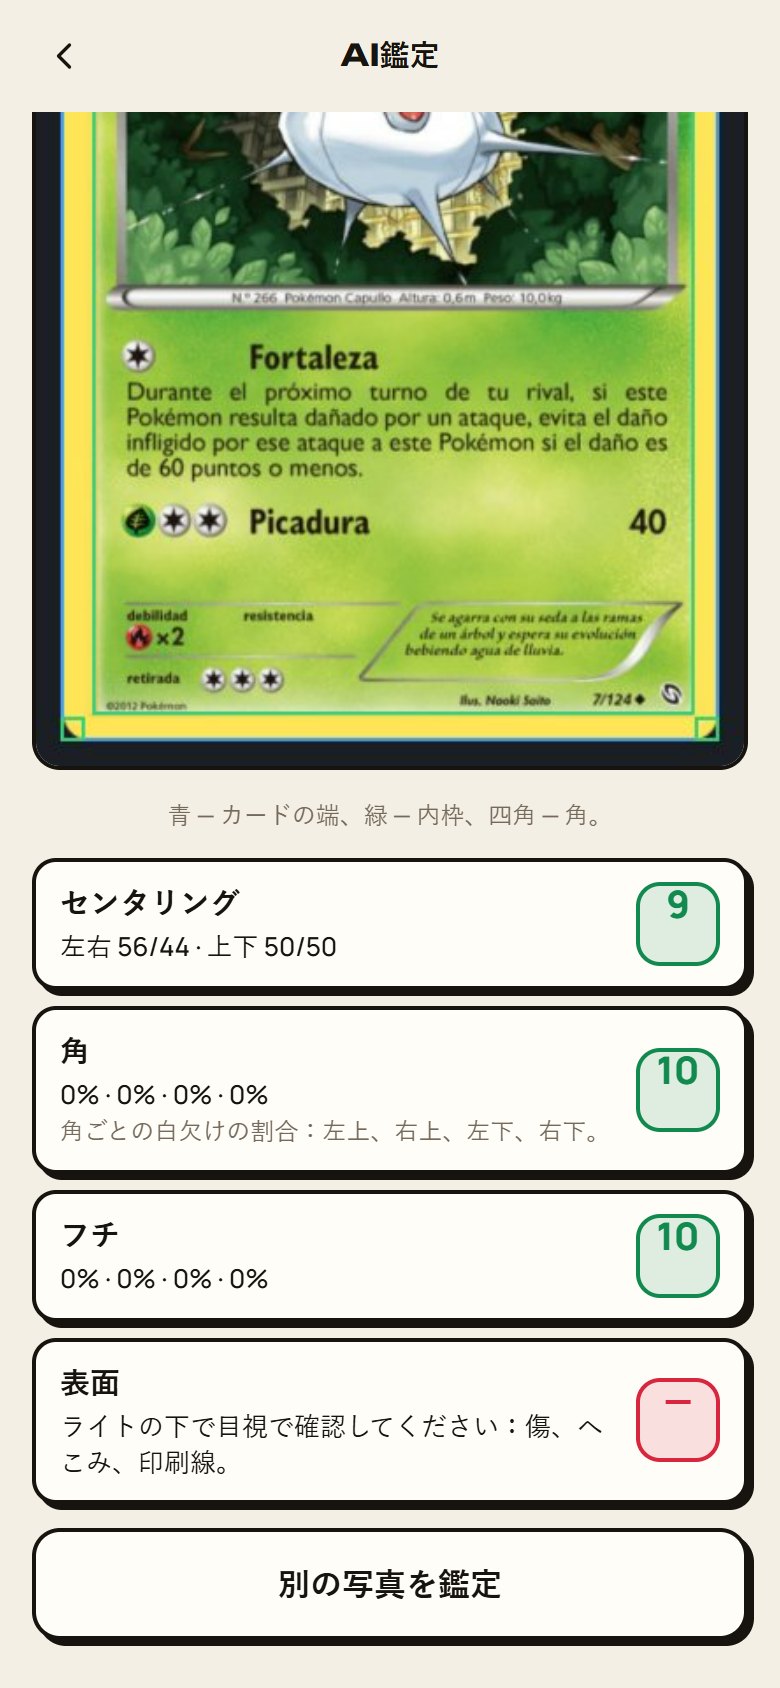 AI鑑定
N.º 266 Pokémon Capullo Altura: 0,6m Peso: 10,0kg
Fortaleza
Durante el próximo turno de tu rival, si este
Pokémon resulta dañado por un ataque, evita el daño
infligido por ese ataque a este Pokémon si el daño es
de 60 puntos o menos.
Picadura 40
debilidad resistencia
×2
retirada
Se agarra con su seda a las ramas
de un árbol y espera su evolución
bebiendo agua de lluvia.
©2012 Pokémon
Ilus. Naoki Saito 7/124
青 — カードの端、緑 — 内枠、四角 — 角。
センタリング
左右 56/44 · 上下 50/50
9
角
0% · 0% · 0% · 0%
角ごとの白欠けの割合：左上、右上、左下、右下。
10
フチ
0% · 0% · 0% · 0%
10
表面
ライトの下で目視で確認してください：傷、へ
こみ、印刷線。
—
別の写真を鑑定